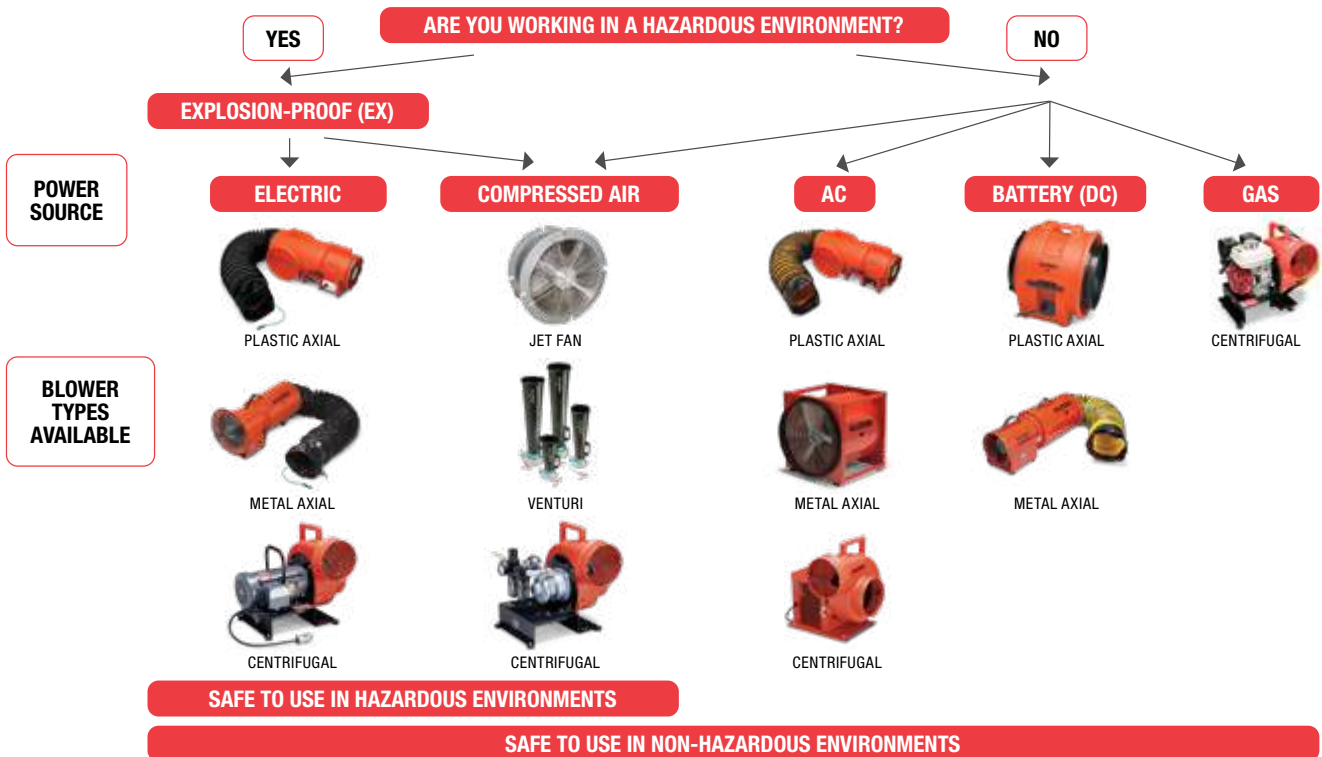 ARE YOU WORKING IN A HAZARDOUS ENVIRONMENT?
YES
NO
EXPLOSION-PROOF (EX)
POWER
SOURCE
ELECTRIC
COMPRESSED AIR
AC
BATTERY (DC)
GAS
PLASTIC AXIAL
JET FAN
PLASTIC AXIAL
PLASTIC AXIAL
CENTRIFUGAL
BLOWER
TYPES
AVAILABLE
METAL AXIAL
VENTURI
METAL AXIAL
METAL AXIAL
CENTRIFUGAL
CENTRIFUGAL
CENTRIFUGAL
SAFE TO USE IN HAZARDOUS ENVIRONMENTS
SAFE TO USE IN NON-HAZARDOUS ENVIRONMENTS